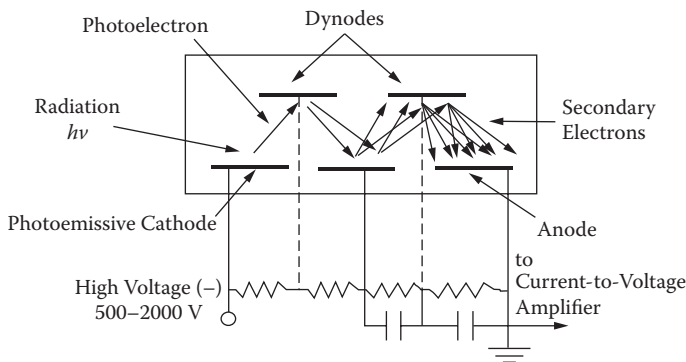 Dynodes
Photoelectron
Radiation
hν
Secondary
Electrons
Photoemissive Cathode
Anode
High Voltage (–)
500–2000 V
to
Current-to-Voltage
Amplifier